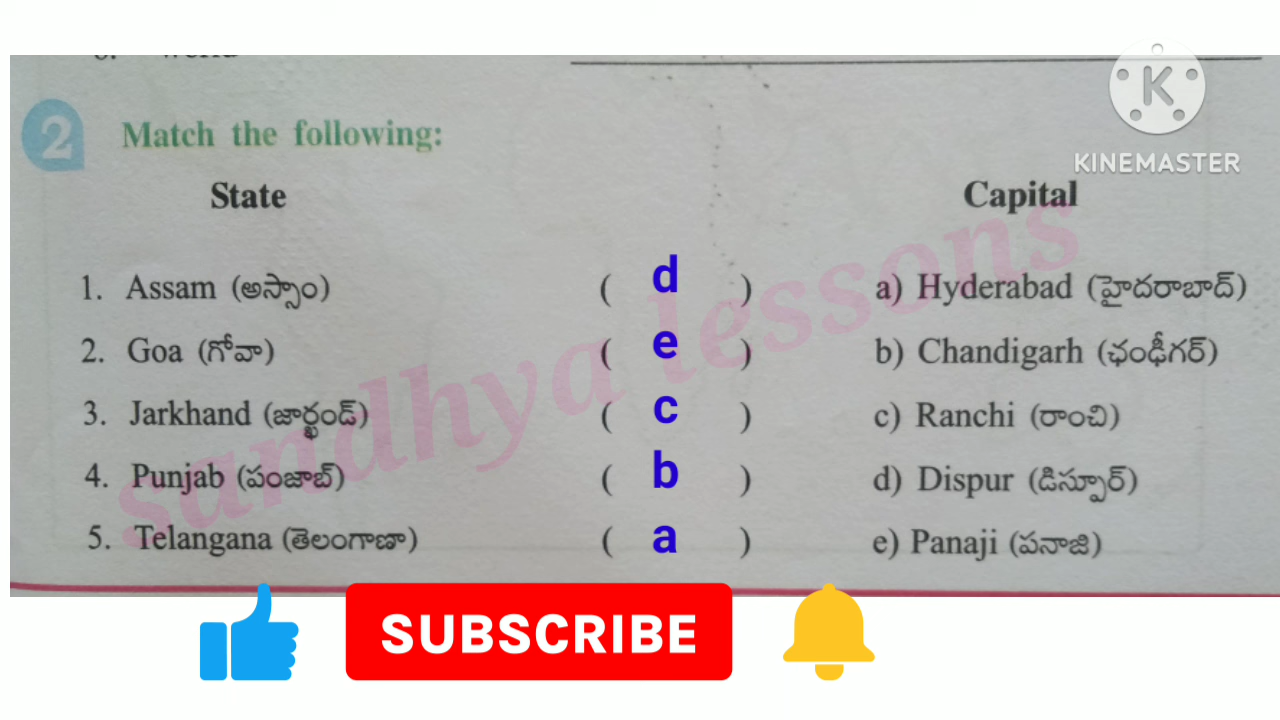 2 Match the following:
State Capital
1. Assam (అస్సాం) ( d ) a) Hyderabad (హైదరాబాద్)
2. Goa (గోవా) ( e ) b) Chandigarh (ఛండీగర్)
3. Jarkhand (జార్ఖండ్) ( c ) c) Ranchi (రాంచి)
4. Punjab (పంజాబ్) ( b ) d) Dispur (డిస్పూర్)
5. Telangana (తెలంగాణా) ( a ) e) Panaji (పనాజి)
sandhya lessons
K
KINEMASTER
SUBSCRIBE